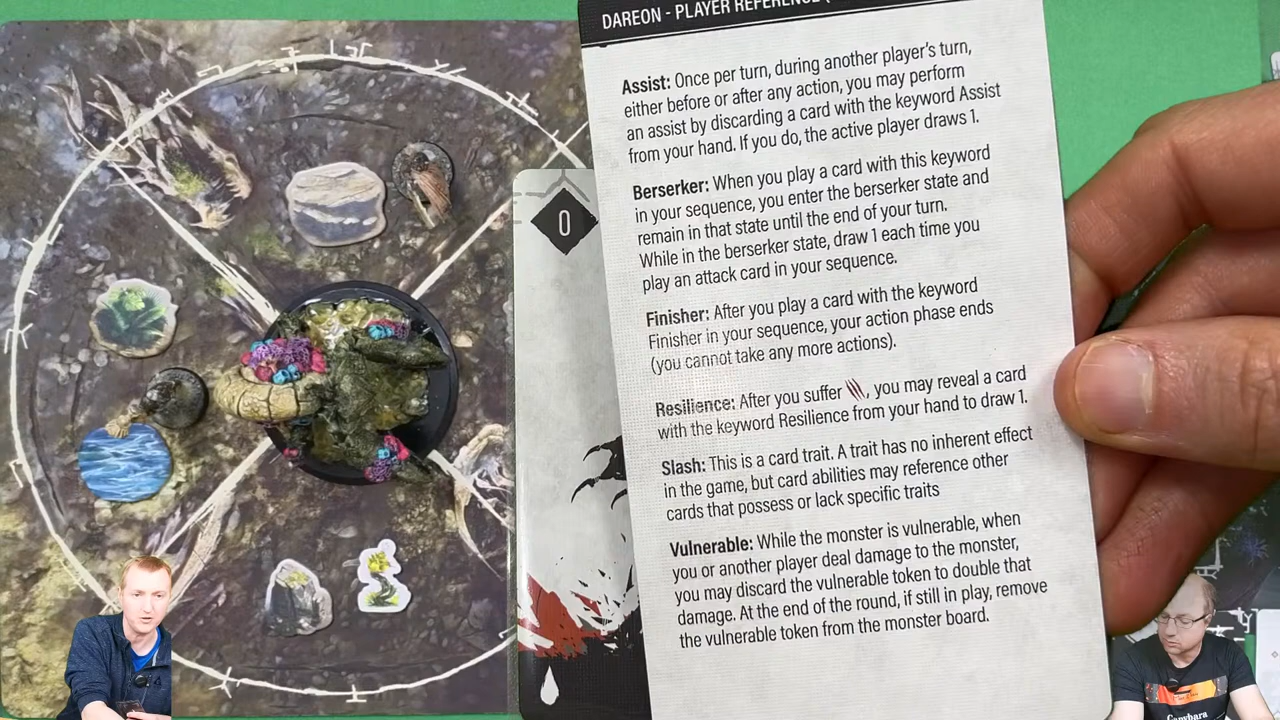 DAREON - PLAYER REFERENCE
Assist: Once per turn, during another player's turn,
either before or after any action, you may perform
an assist by discarding a card with the keyword Assist
from your hand. If you do, the active player draws 1.
Berserker: When you play a card with this keyword
in your sequence, you enter the berserker state and
remain in that state until the end of your turn.
While in the berserker state, draw 1 each time you
play an attack card in your sequence.
0
Finisher: After you play a card with the keyword
Finisher in your sequence, your action phase ends
(you cannot take any more actions).
Resilience: After you suffer , you may reveal a card
with the keyword Resilience from your hand to draw 1.
Slash: This is a card trait. A trait has no inherent effect
in the game, but card abilities may reference other
cards that possess or lack specific traits
Vulnerable: While the monster is vulnerable, when
you or another player deal damage to the monster,
you may discard the vulnerable token to double that
damage. At the end of the round, if still in play, remove
the vulnerable token from the monster board.
Capybara